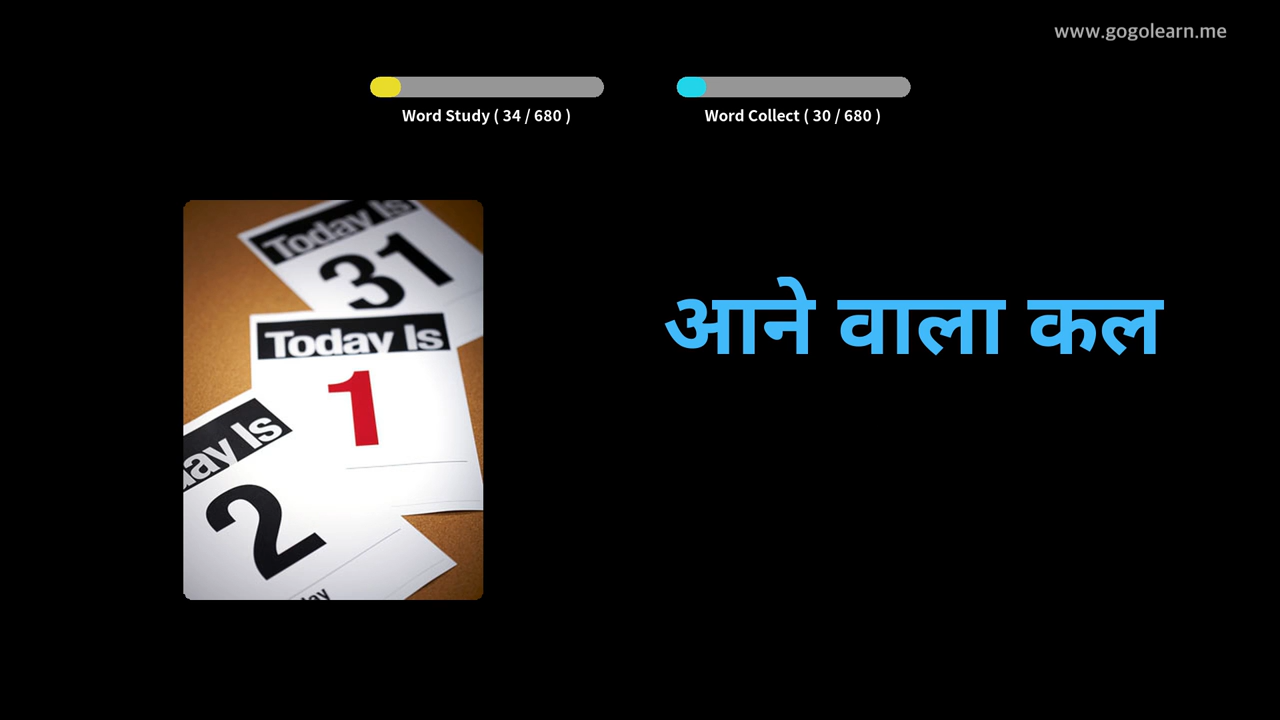 www.gogolearn.me
Word Study ( 34 / 680 )
Word Collect ( 30 / 680 )
Today Is
31
Today Is
1
ay Is
2
आने वाला कल